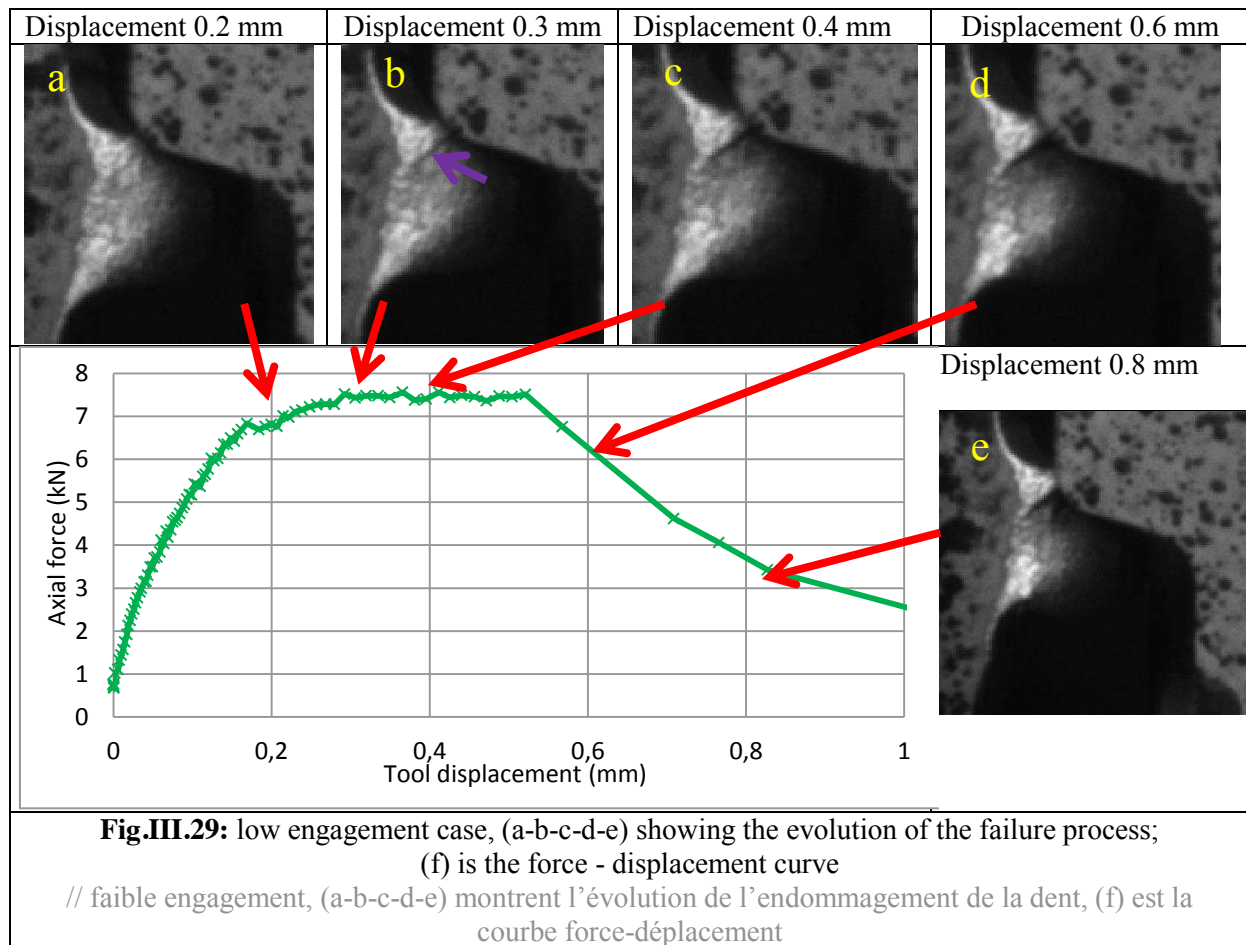 Displacement 0.2 mm
Displacement 0.3 mm
Displacement 0.4 mm
Displacement 0.6 mm
a
b
c
d
Displacement 0.8 mm
e
8
7
6
5
4
3
2
1
0
Axial force (kN)
0
0,2
0,4
0,6
0,8
1
Tool displacement (mm)
Fig.III.29: low engagement case, (a-b-c-d-e) showing the evolution of the failure process;
(f) is the force - displacement curve
// faible engagement, (a-b-c-d-e) montrent l’évolution de l’endommagement de la dent, (f) est la
courbe force-déplacement